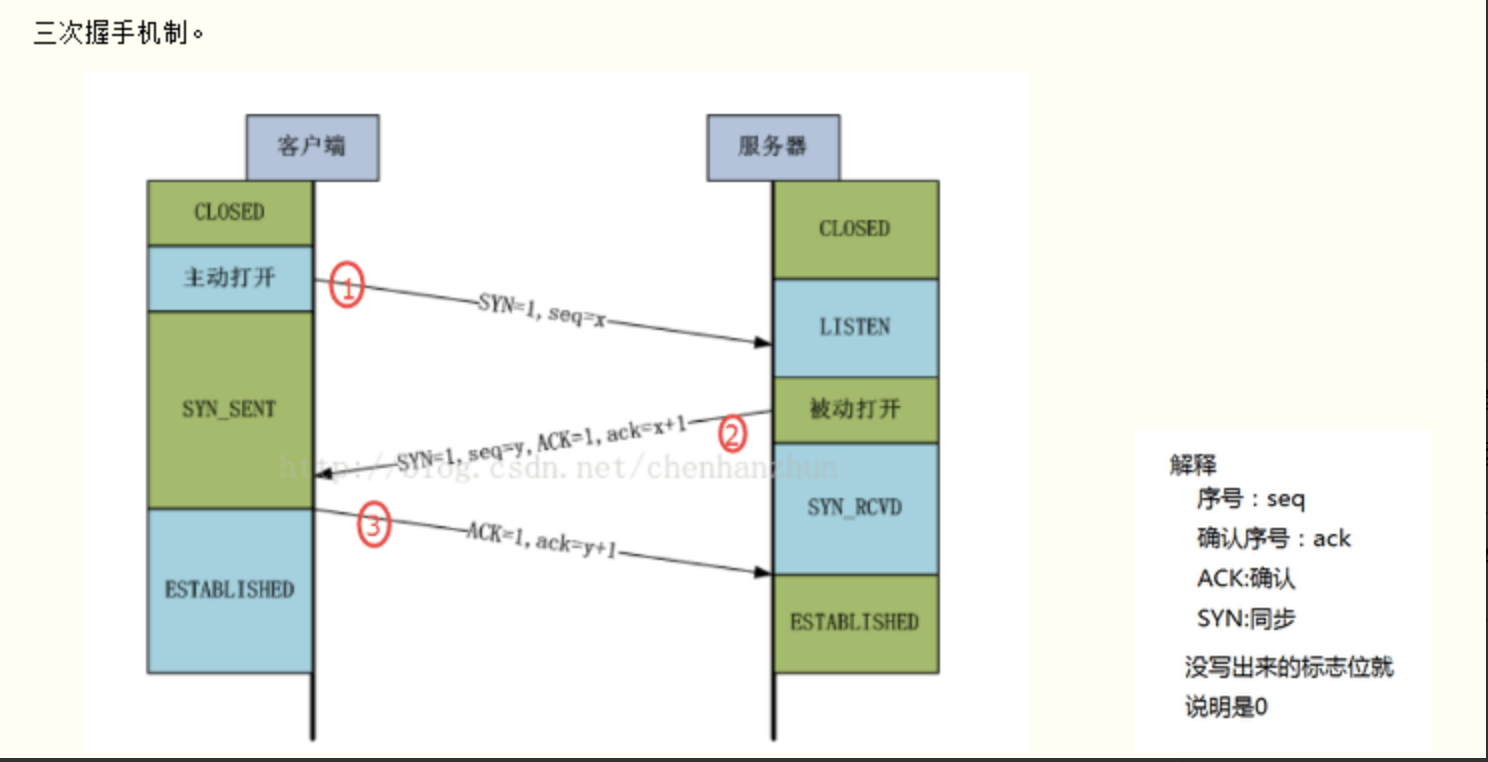 三次握手机制。
客户端
服务器
CLOSED
CLOSED
主动打开
①
SYN=1, seq=x
LISTEN
SYN_SENT
被动打开
②
SYN=1, seq=y, ACK=1, ack=x+1
http://blog.csdn.net/chenhanzhun
SYN_RCVD
③
ACK=1, ack=y+1
ESTABLISHED
ESTABLISHED
解释
序号：seq
确认序号：ack
ACK:确认
SYN:同步
没写出来的标志位就
说明是0